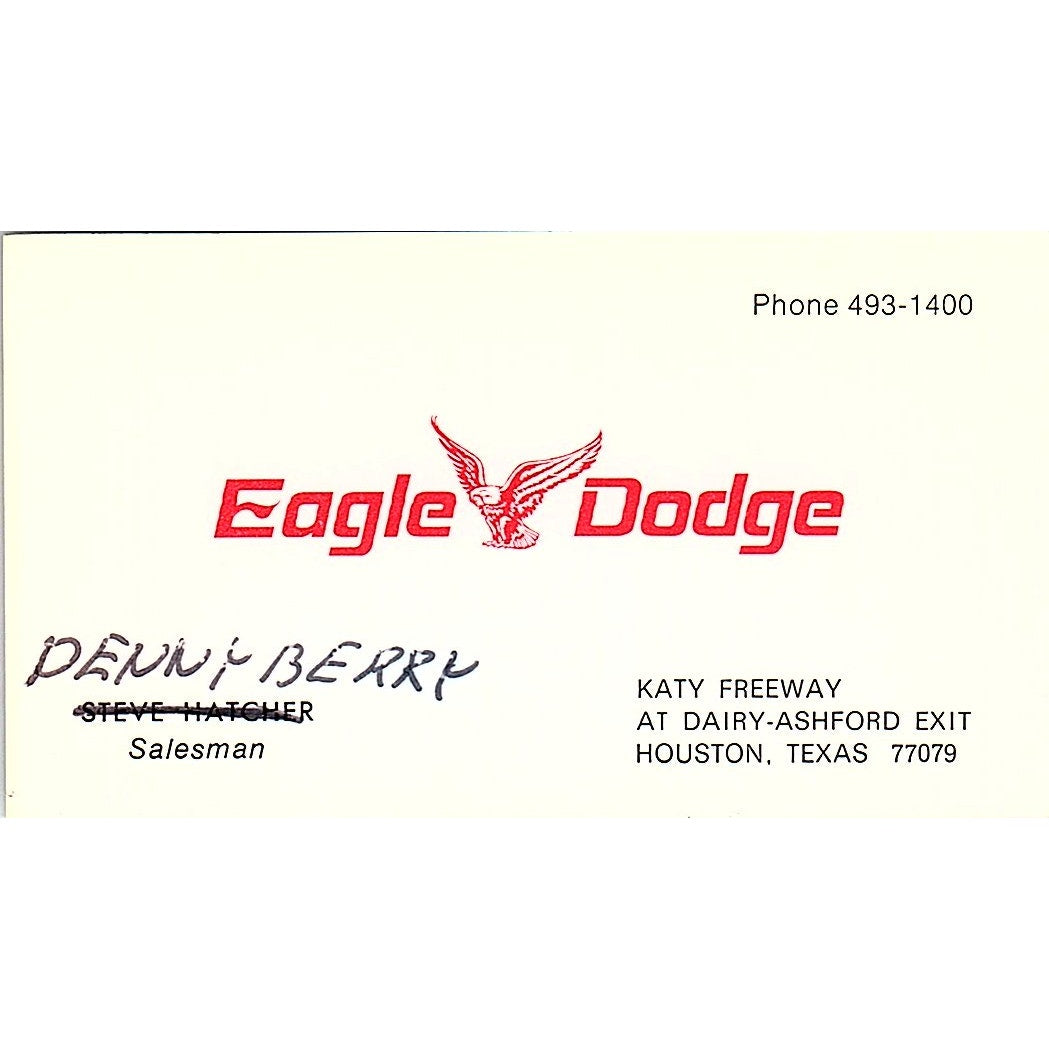 Phone 493-1400
Eagle Dodge
DENNY BERRY
STEVE HATCHER
Salesman
KATY FREEWAY
AT DAIRY-ASHFORD EXIT
HOUSTON, TEXAS 77079